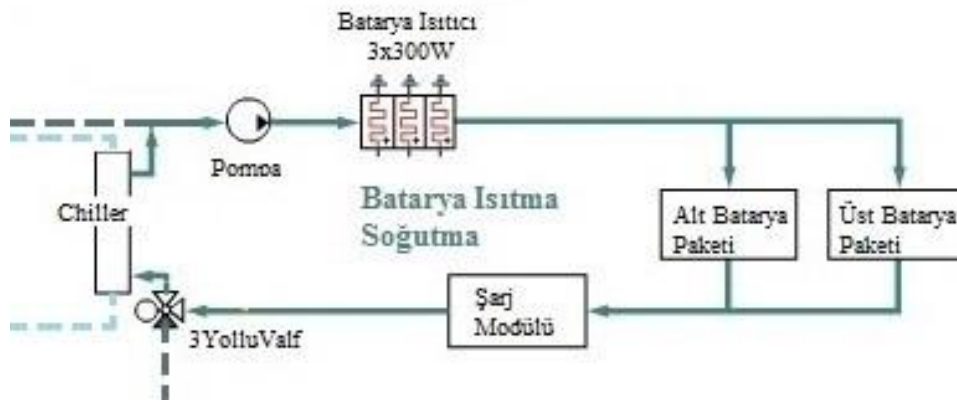 Batarya Isıtıcı
3x300W
Pompa
Chiller
Batarya Isıtma
Soğutma
Alt Batarya
Paketi
Üst Batarya
Paketi
Şarj
Modülü
3YolluValf